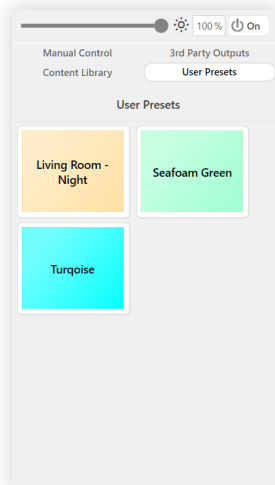 100 % On
Manual Control 3rd Party Outputs
Content Library User Presets
User Presets
Living Room -
Night
Seafoam Green
Turqoise